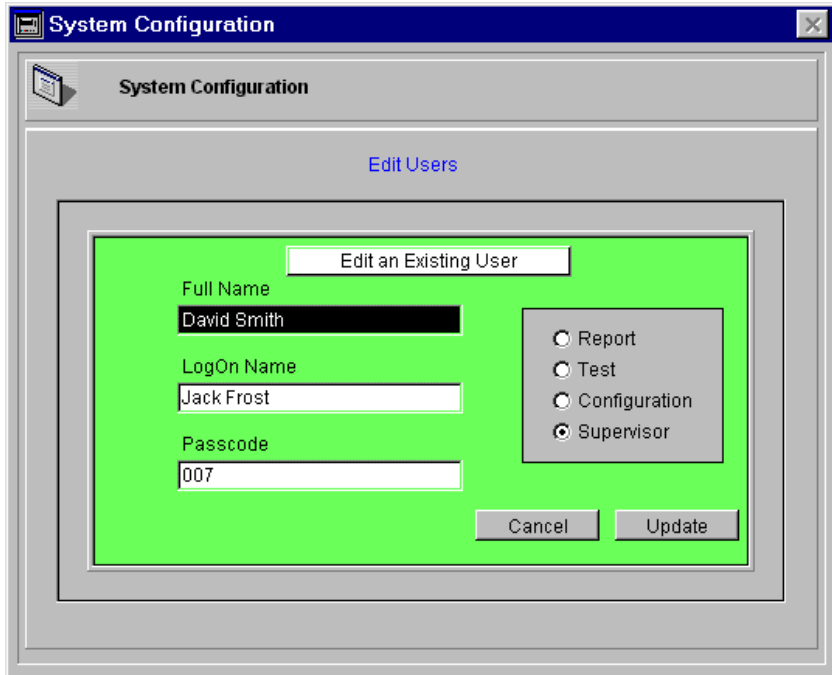 System Configuration
System Configuration
Edit Users
Edit an Existing User
Full Name
David Smith
LogOn Name
Jack Frost
Passcode
007
Report
Test
Configuration
Supervisor
Cancel
Update